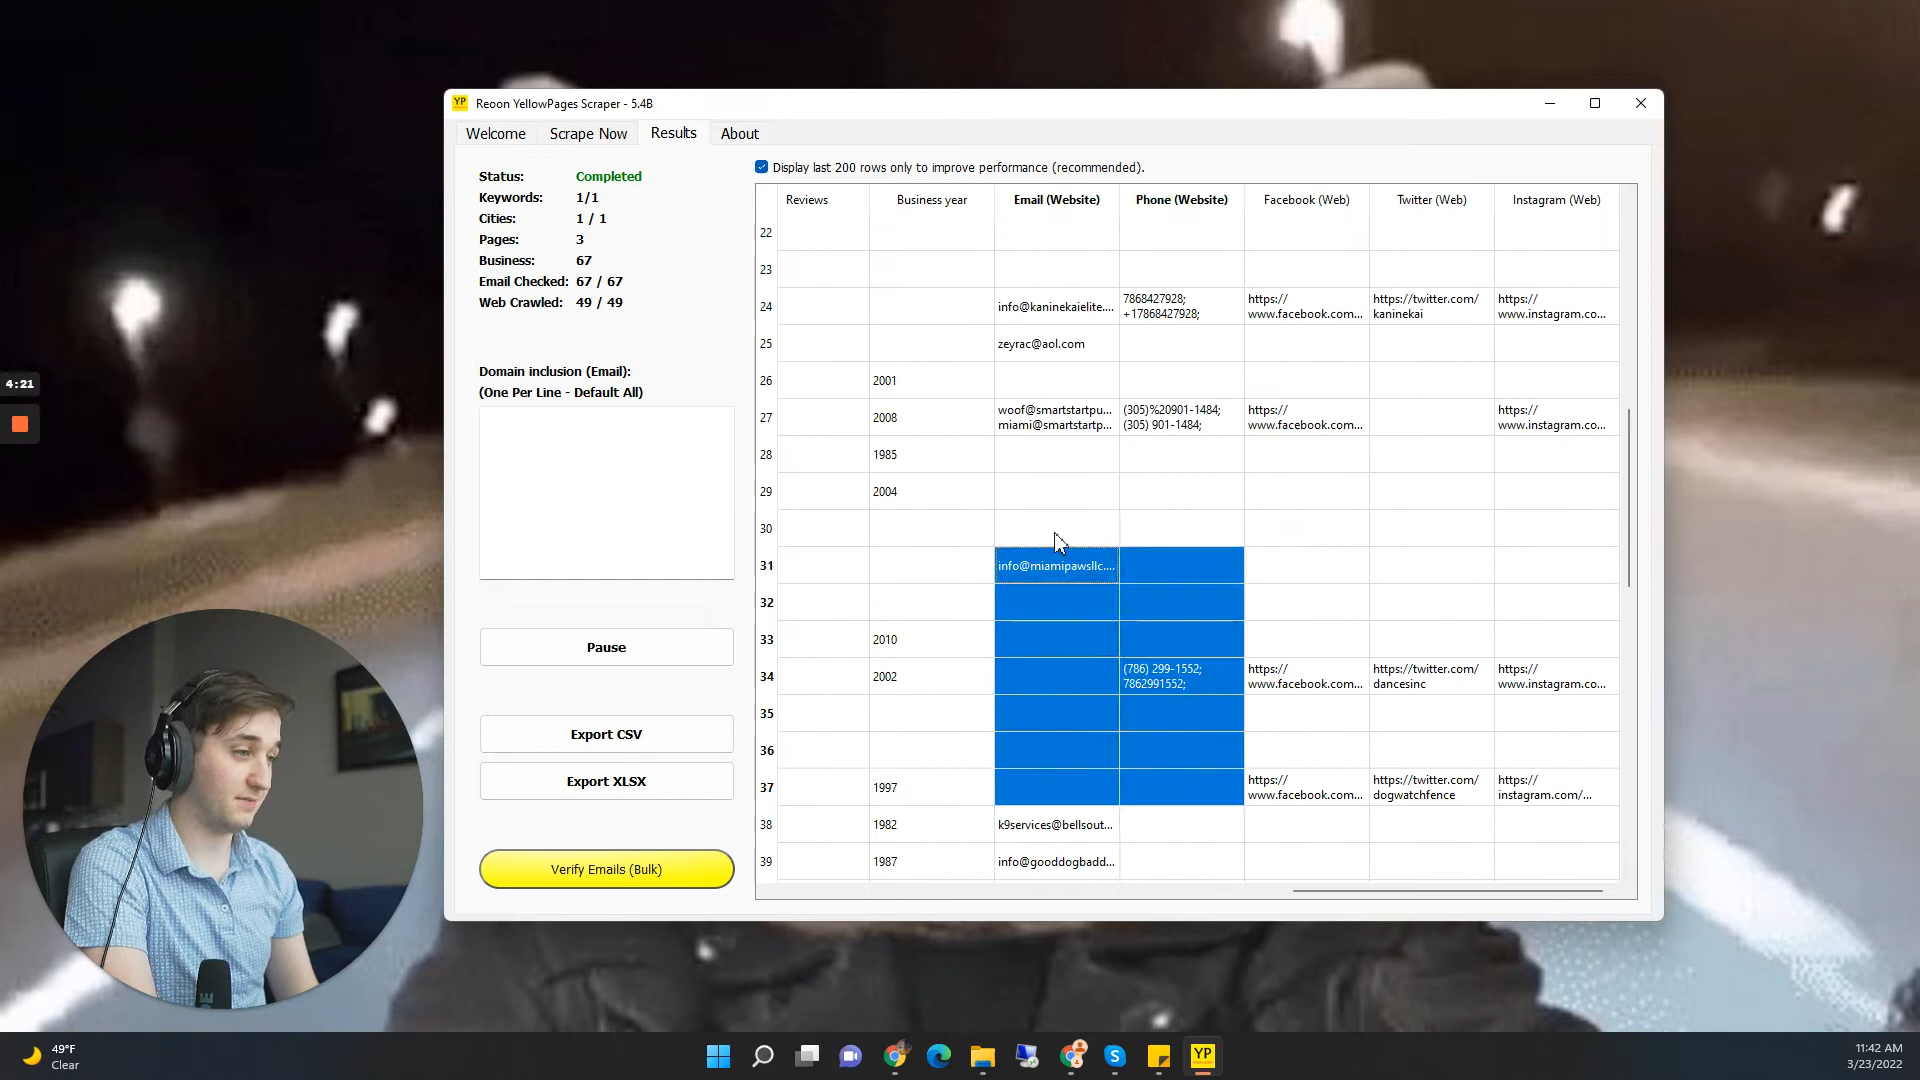 YP Reoon YellowPages Scraper - 5.4B
Welcome Scrape Now Results About
Status: Completed
Keywords: 1/1
Cities: 1 / 1
Pages: 3
Business: 67
Email Checked: 67 / 67
Web Crawled: 49 / 49
Domain inclusion (Email):
(One Per Line - Default All)
Pause
Export CSV
Export XLSX
Verify Emails (Bulk)
Display last 200 rows only to improve performance (recommended).
Reviews Business year Email (Website) Phone (Website) Facebook (Web) Twitter (Web) Instagram (Web)
22
23
24 info@kaninekaielite.... 7868427928; https:// https://twitter.com/ https://
+17868427928; www.facebook.com... kaninekai www.instagram.co...
25 zeyrac@aol.com
26 2001
27 2008 woof@smartstartpu... (305)%20901-1484; https:// https://
miami@smartstartp... (305) 901-1484; www.facebook.com... www.instagram.co...
28 1985
29 2004
30
31 info@miamipawsllc....
32
33 2010
34 2002 (786) 299-1552; https:// https://twitter.com/ https://
7862991552; www.facebook.com... dancesinc www.instagram.co...
35
36
37 1997 https:// https://twitter.com/ https://
www.facebook.com... dogwatchfence instagram.com/...
38 1982 k9services@bellsout...
39 1987 info@gooddogbadd...
4:21
49°F
Clear
YP
11:42 AM
3/23/2022